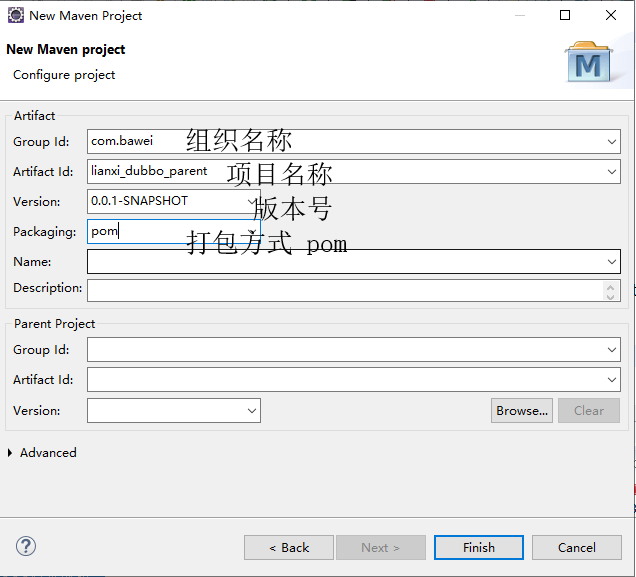 New Maven Project
New Maven project
Configure project
M
Artifact
Group Id: com.bawei 组织名称
Artifact Id: lianxi_dubbo_parent 项目名称
Version: 0.0.1-SNAPSHOT 版本号
Packaging: pom 打包方式 pom
Name:
Description:
Parent Project
Group Id:
Artifact Id:
Version: Browse... Clear
Advanced
? < Back Next > Finish Cancel